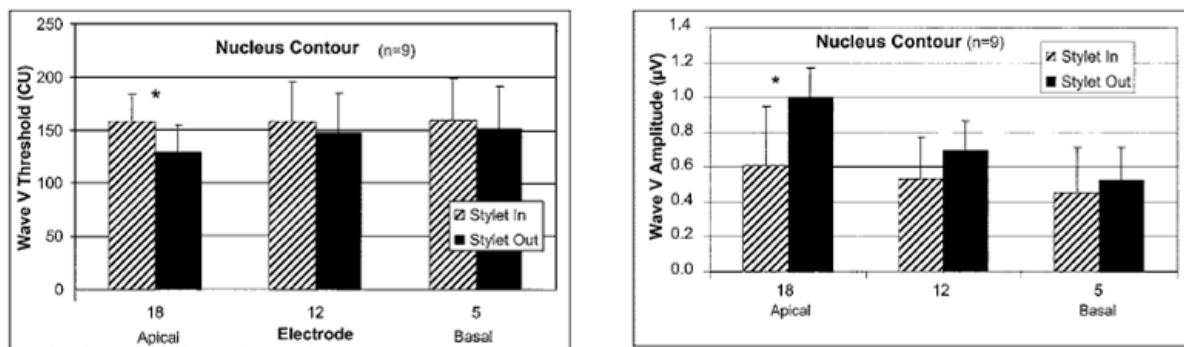 Nucleus Contour (n=9)
Wave V Threshold (CU)
250
200
150
100
50
0
*
Stylet In
Stylet Out
18
12
5
Apical
Electrode
Basal
Nucleus Contour (n=9)
Wave V Amplitude (µV)
1.4
1.2
1.0
0.8
0.6
0.4
0.2
0.0
*
Stylet In
Stylet Out
18
12
5
Apical
Basal